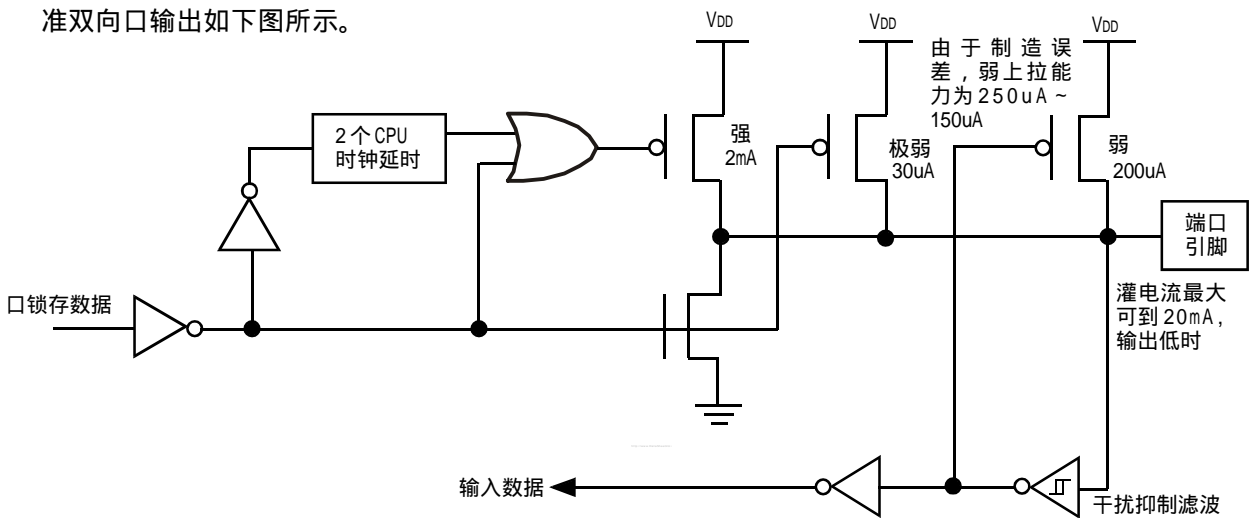 准双向口输出如下图所示。
VDD
VDD
VDD
由于制造误
差,弱上拉能
力为250uA~
150uA
2个CPU
时钟延时
强
2mA
极弱
30uA
弱
200uA
端口
引脚
口锁存数据
灌电流最大
可到20mA,
输出低时
输入数据
干扰抑制滤波